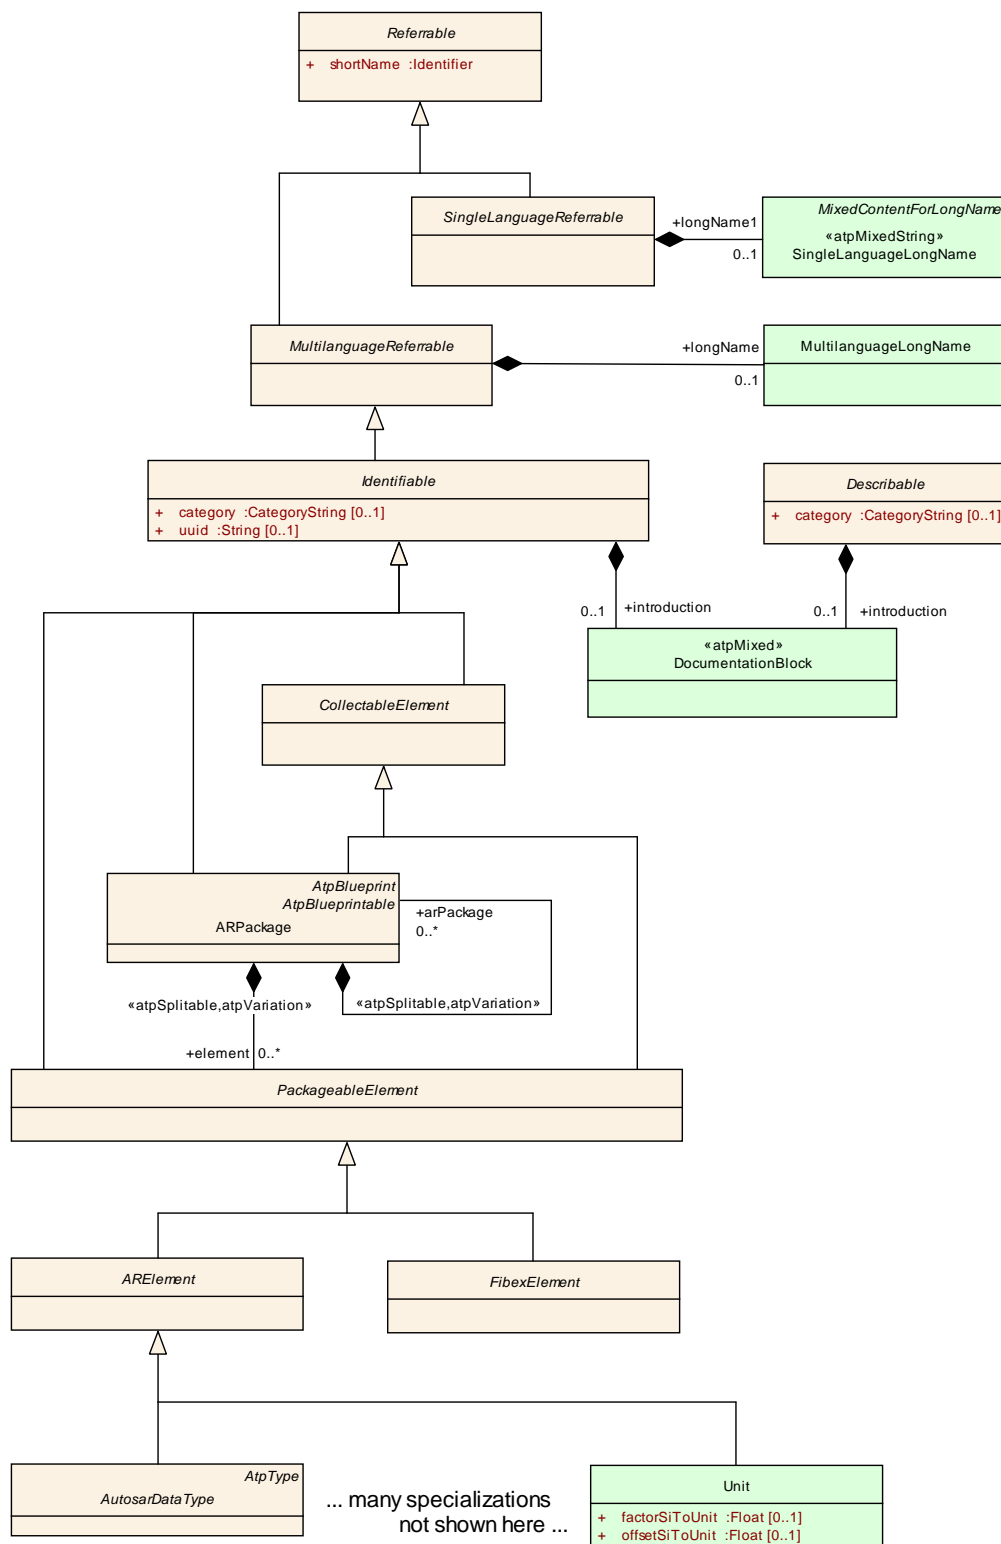 Referrable
+ shortName :Identifier
SingleLanguageReferrable
+longName1
0..1
MixedContentForLongName
«atpMixedString»
SingleLanguageLongName
MultilanguageReferrable
+longName
0..1
MultilanguageLongName
Identifiable
+ category :CategoryString [0..1]
+ uuid :String [0..1]
Describable
+ category :CategoryString [0..1]
0..1 +introduction
0..1 +introduction
«atpMixed»
DocumentationBlock
CollectableElement
AtpBlueprint
AtpBlueprintable
ARPackage
+arPackage
0..*
«atpSplitable,atpVariation»
«atpSplitable,atpVariation»
+element 0..*
PackageableElement
ARElement
FibexElement
AtpType
AutosarDataType
... many specializations
not shown here ...
Unit
+ factorSiToUnit :Float [0..1]
+ offsetSiToUnit :Float [0..1]